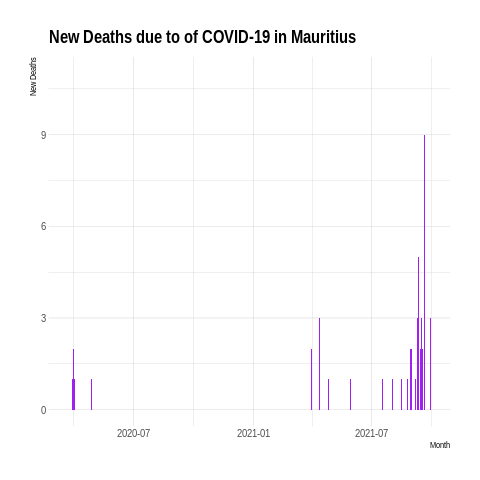 New Deaths due to of COVID-19 in Mauritius
New Deaths
9
6
3
0
2020-07 2021-01 2021-07
Month